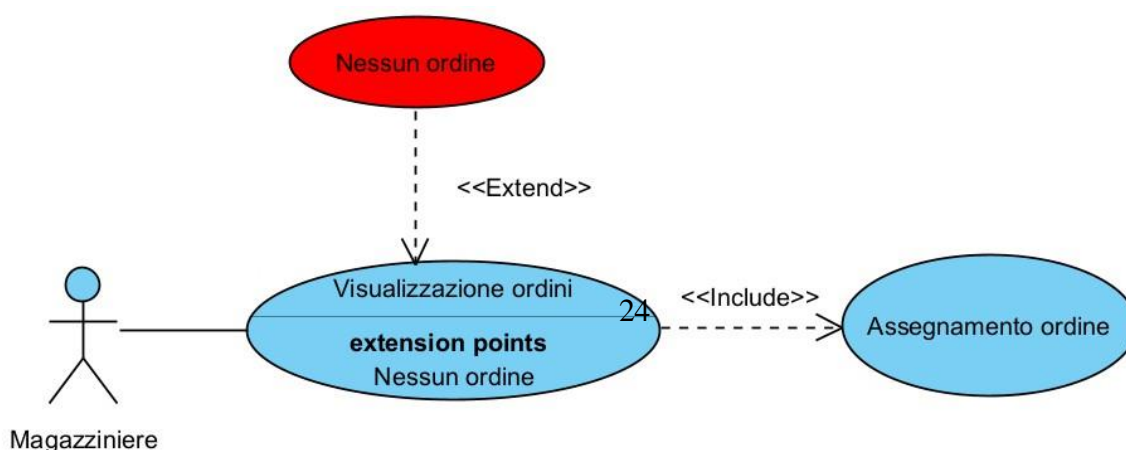 Nessun ordine
<<Extend>>
Visualizzazione ordini
24
<<Include>>
extension points
Nessun ordine
Assegnamento ordine
Magazziniere